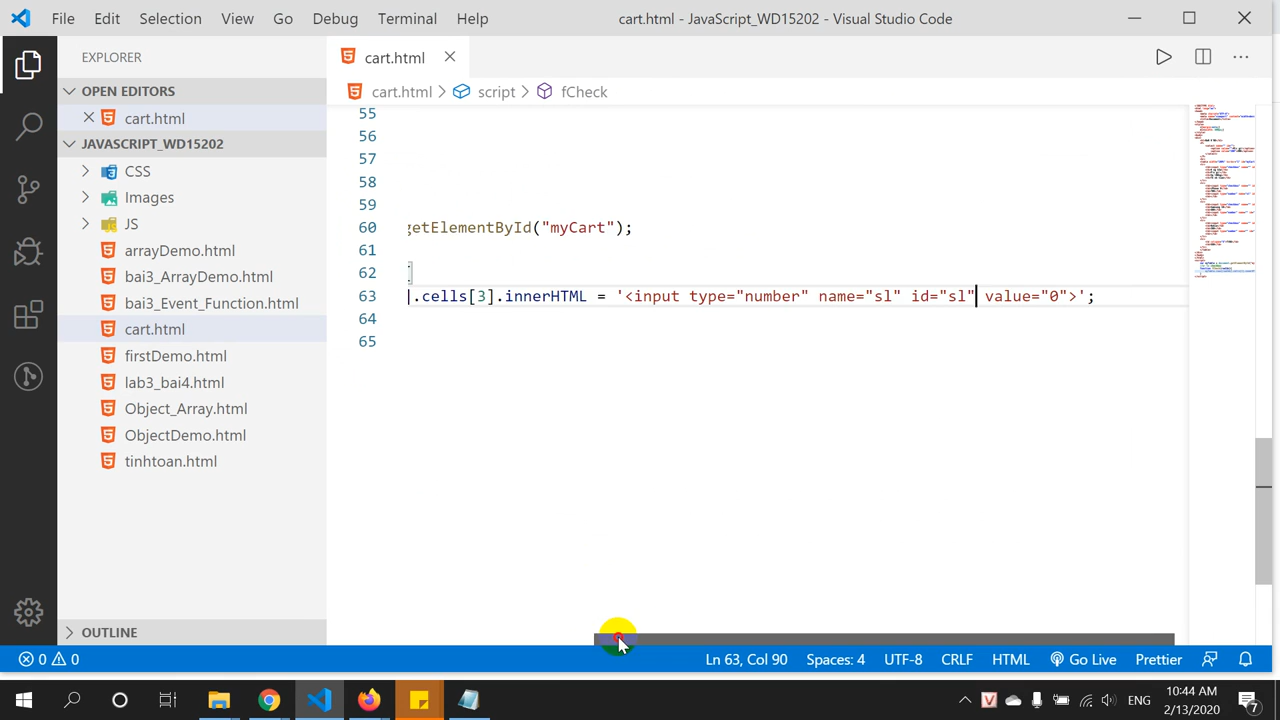 File Edit Selection View Go Debug Terminal Help
cart.html - JavaScript_WD15202 - Visual Studio Code
EXPLORER
OPEN EDITORS
cart.html
JAVASCRIPT_WD15202
CSS
Images
JS
arrayDemo.html
bai3_ArrayDemo.html
bai3_Event_Function.html
cart.html
firstDemo.html
lab3_bai4.html
Object_Array.html
ObjectDemo.html
tinhtoan.html
OUTLINE
cart.html
cart.html > script > fCheck
55
56
57
58
59
60 getElementById("myCart");
61
62
63 ].cells[3].innerHTML = '<input type="number" name="sl" id="sl" value="0">';
64
65
0 0
Ln 63, Col 90 Spaces: 4 UTF-8 CRLF HTML Go Live Prettier
ENG
10:44 AM
2/13/2020
7